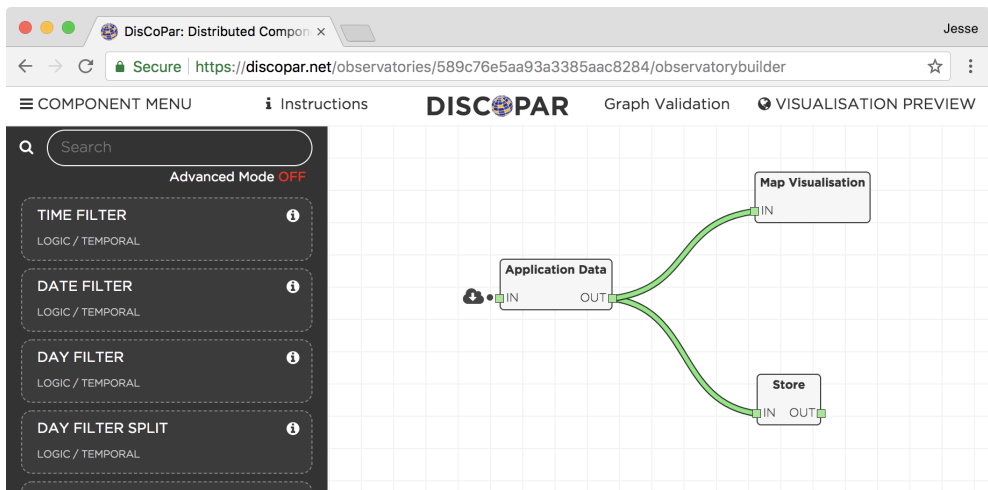 DisCoPar: Distributed Compon
Jesse
Secure https://discopar.net/observatories/589c76e5aa93a3385aac8284/observatorybuilder
COMPONENT MENU
Instructions
DISCOPAR
Graph Validation
VISUALISATION PREVIEW
Search
Advanced Mode OFF
TIME FILTER
LOGIC / TEMPORAL
DATE FILTER
LOGIC / TEMPORAL
DAY FILTER
LOGIC / TEMPORAL
DAY FILTER SPLIT
LOGIC / TEMPORAL
Map Visualisation
IN
Application Data
IN OUT
Store
IN OUT